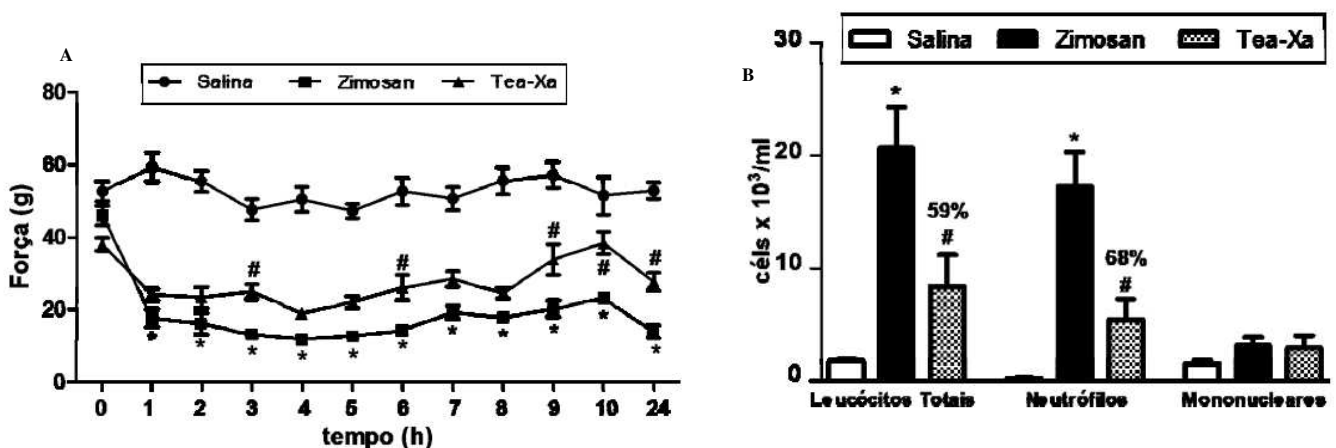 A
Salina Zimosan Tea-Xa
80
60
40
20
0
Força (g)
# # # # #
* * * * * * * * * * *
0 1 2 3 4 5 6 7 8 9 10 24
tempo (h)
B
Salina Zimosan Tea-Xa
30
20
10
0
céls x 10³/ml
*
59%
#
*
68%
#
Leucócitos Totais Neutrófilos Mononucleares